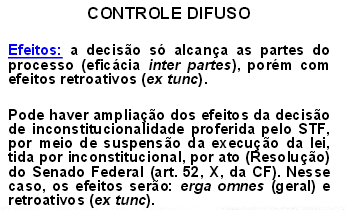 CONTROLE DIFUSO
Efeitos: a decisão só alcança as partes do
processo (eficácia inter partes), porém com
efeitos retroativos (ex tunc).
Pode haver ampliação dos efeitos da decisão
de inconstitucionalidade proferida pelo STF,
por meio de suspensão da execução da lei,
tida por inconstitucional, por ato (Resolução)
do Senado Federal (art. 52, X, da CF). Nesse
caso, os efeitos serão: erga omnes (geral) e
retroativos (ex tunc).